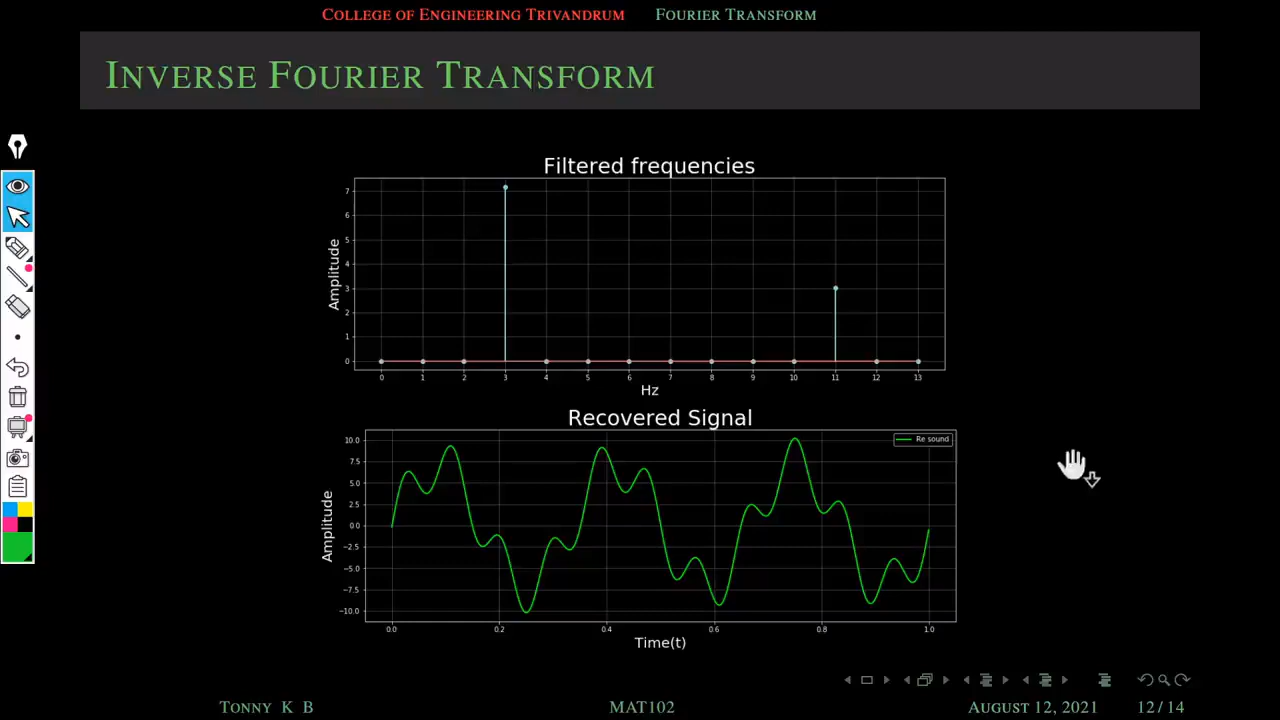 COLLEGE OF ENGINEERING TRIVANDRUM FOURIER TRANSFORM
INVERSE FOURIER TRANSFORM
Filtered frequencies
7
6
5
4
3
2
1
0
Amplitude
0 1 2 3 4 5 6 7 8 9 10 11 12 13
Hz
Recovered Signal
Re sound
10.0
7.5
5.0
2.5
0.0
−2.5
−5.0
−7.5
−10.0
Amplitude
0.0 0.2 0.4 0.6 0.8 1.0
Time(t)
TONNY K B MAT102 AUGUST 12, 2021 12 / 14